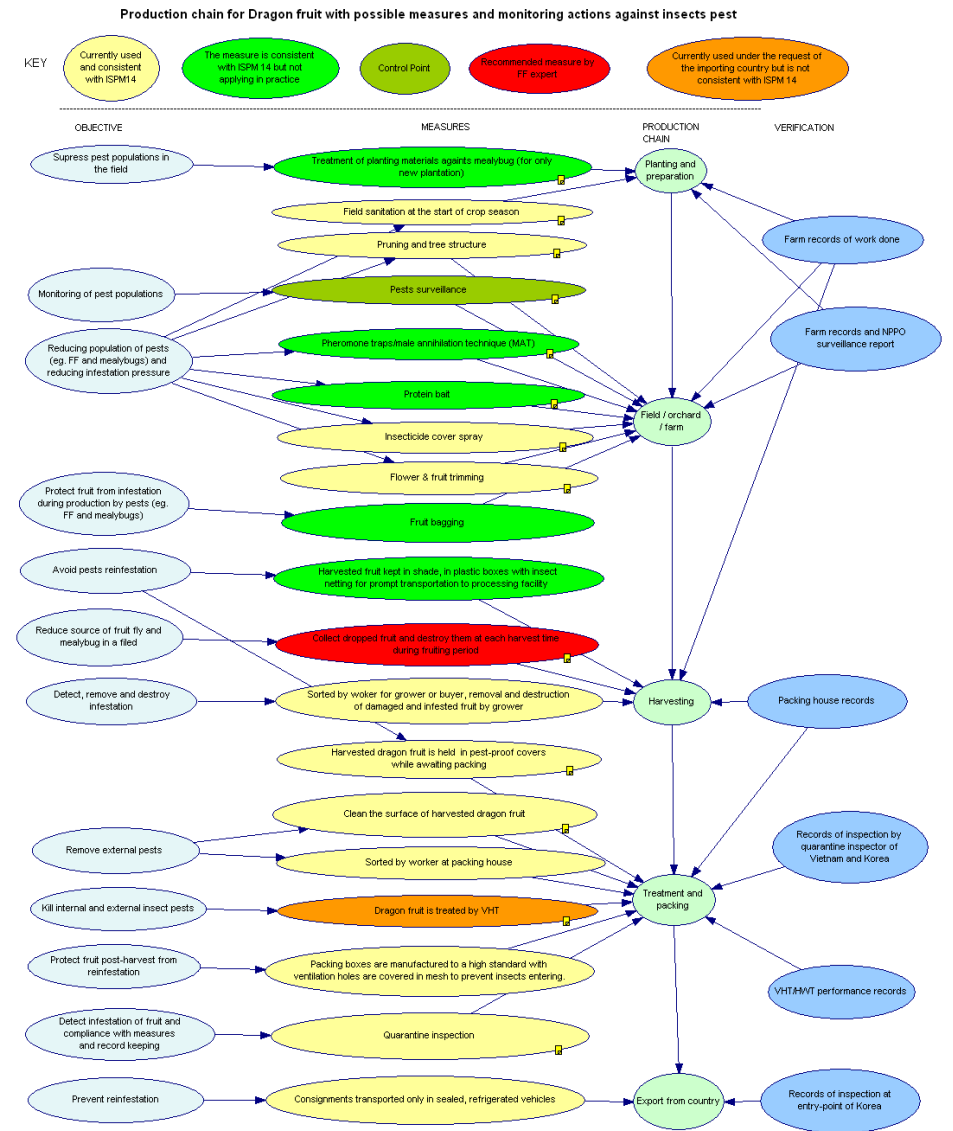 Production chain for Dragon fruit with possible measures and monitoring actions against insects pest
KEY
Currently used
and consistent
with ISPM14
The measure is consistent
with ISPM 14 but not
applying in practice
Control Point
Recommended measure by
FF expert
Currently used under the request of
the importing country but is not
consistent with ISPM 14
OBJECTIVE
MEASURES
PRODUCTION
CHAIN
VERIFICATION
Supress pest populations in
the field
Treatment of planting materials againts mealybug (for only
new plantation)
Planting and
preparation
Field sanitation at the start of crop season
Pruning and tree structure
Farm records of work done
Monitoring of pest populations
Pests surveillance
Reducing population of pests
(eg. FF and mealybugs) and
reducing infestation pressure
Pheromone traps/male annihilation technique (MAT)
Farm records and NPPO
surveillance report
Protein bait
Field / orchard
/ farm
Insecticide cover spray
Flower & fruit trimming
Protect fruit from infestation
during production by pests (eg.
FF and mealybugs)
Fruit bagging
Avoid pests reinfestation
Harvested fruit kept in shade, in plastic boxes with insect
netting for prompt transportation to processing facility
Reduce source of fruit fly and
mealybug in a filed
Collect dropped fruit and destroy them at each harvest time
during fruiting period
Detect, remove and destroy
infestation
Sorted by woker for grower or buyer, removal and destruction
of damaged and infested fruit by grower
Harvesting
Packing house records
Harvested dragon fruit is held in pest-proof covers
while awaiting packing
Clean the surface of harvested dragon fruit
Remove external pests
Sorted by worker at packing house
Records of inspection by
quarantine inspector of
Vietnam and Korea
Treatment and
packing
Kill internal and external insect pests
Dragon fruit is treated by VHT
Protect fruit post-harvest from
reinfestation
Packing boxes are manufactured to a high standard with
ventilation holes are covered in mesh to prevent insects entering.
VHT/HWT performance records
Detect infestation of fruit and
compliance with measures
and record keeping
Quarantine inspection
Prevent reinfestation
Consignments transported only in sealed, refrigerated vehicles
Export from country
Records of inspection at
entry-point of Korea